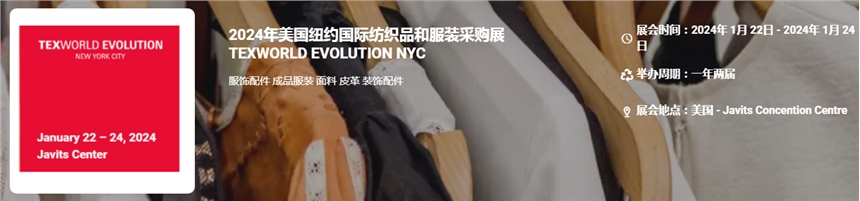 TEXWORLD EVOLUTION
NEW YORK CITY
January 22 – 24, 2024
Javits Center
2024年美国纽约国际纺织品和服装采购展
TEXWORLD EVOLUTION NYC
服饰配件 成品服装 面料 皮革 装饰配件
展会时间：2024年 1月 22日 - 2024年 1月 24
日
举办周期：一年两届
展会地点：美国 - Javits Concention Centre